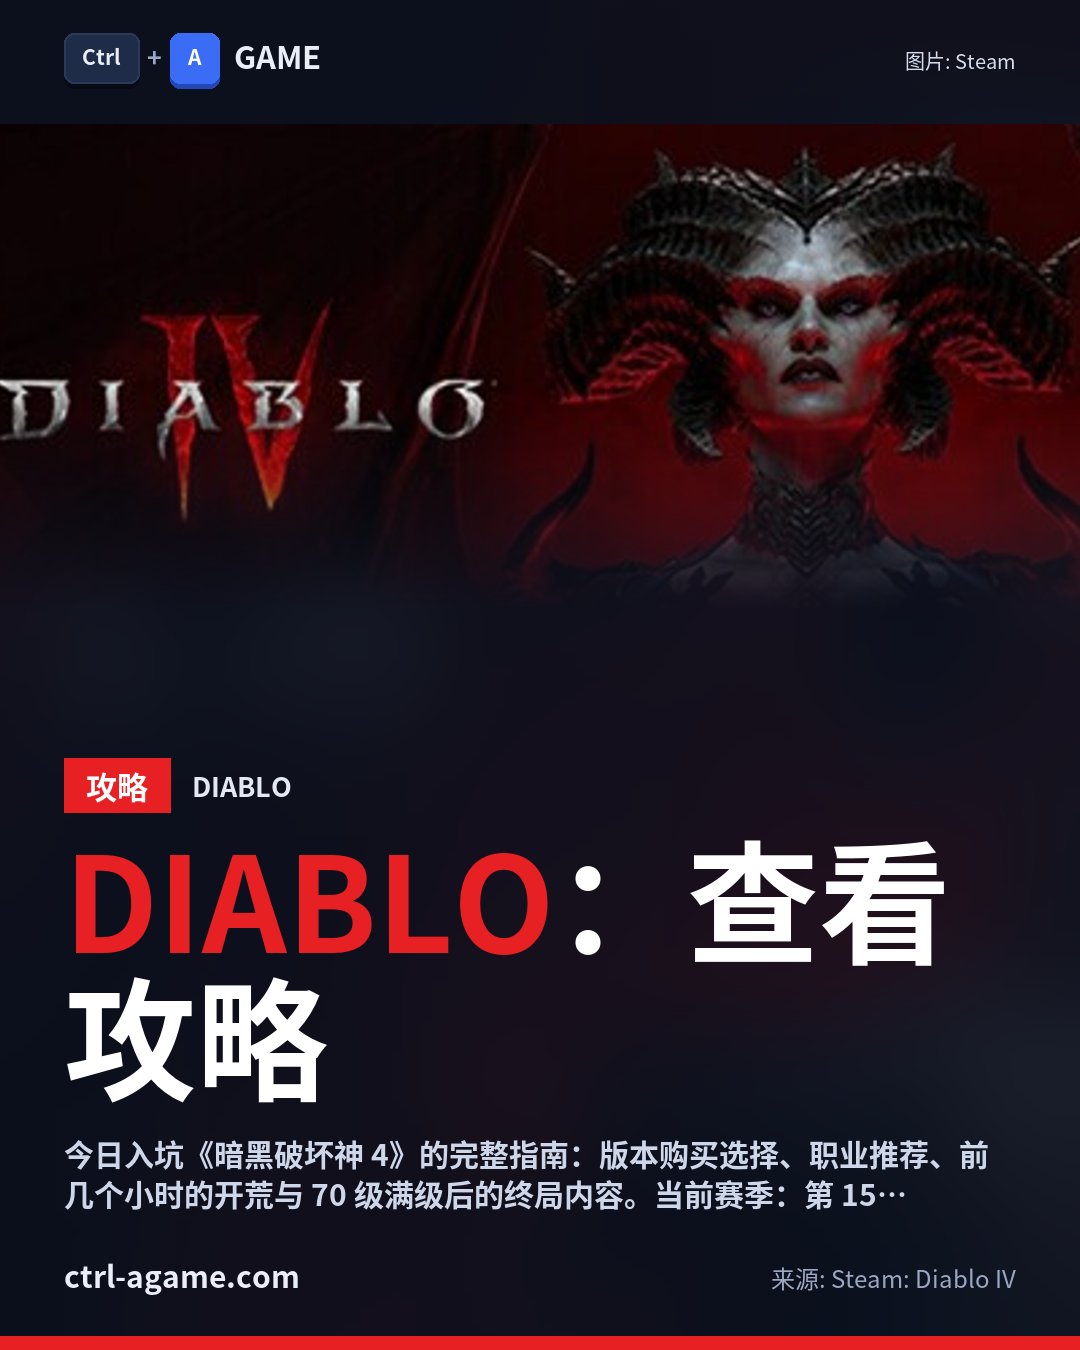 Ctrl + A GAME
图片: Steam
DIABLO IV
攻略 DIABLO
DIABLO：查看
攻略
今日入坑《暗黑破坏神 4》的完整指南：版本购买选择、职业推荐、前
几个小时的开荒与 70 级满级后的终局内容。当前赛季：第 15…
ctrl-agame.com
来源: Steam: Diablo IV